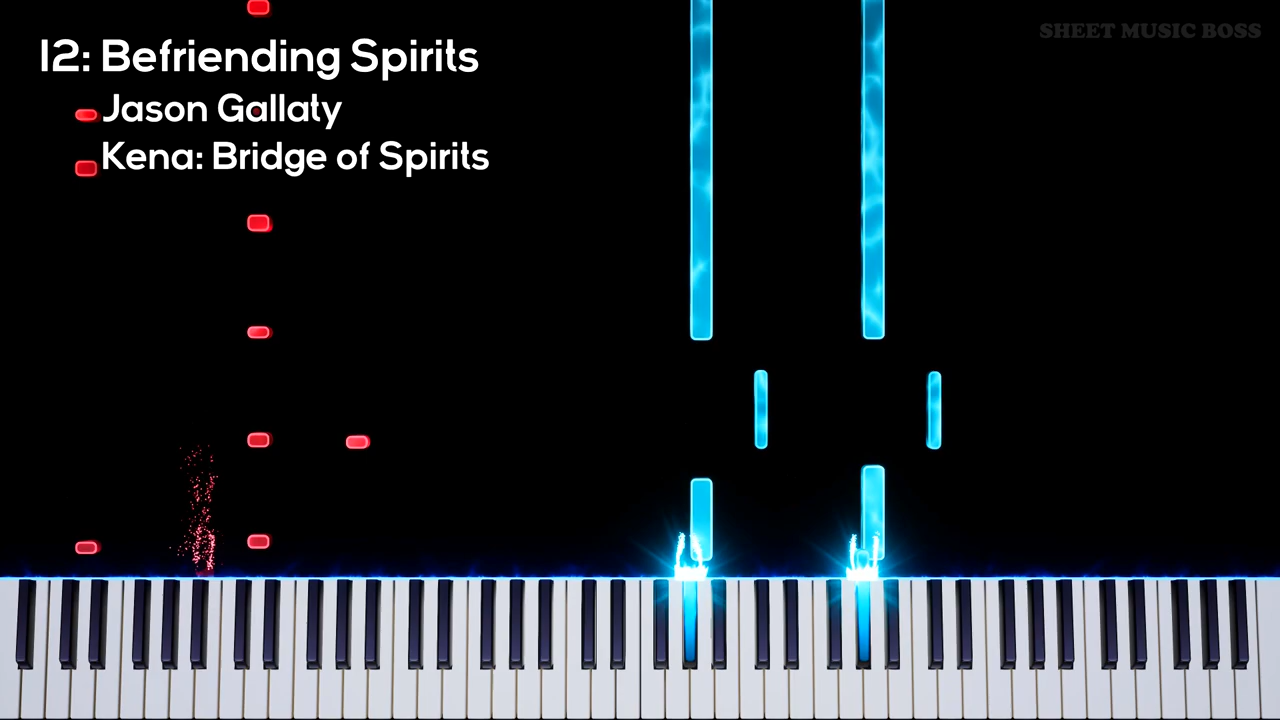 12: Befriending Spirits
Jason Gallaty
Kena: Bridge of Spirits
SHEET MUSIC BOSS